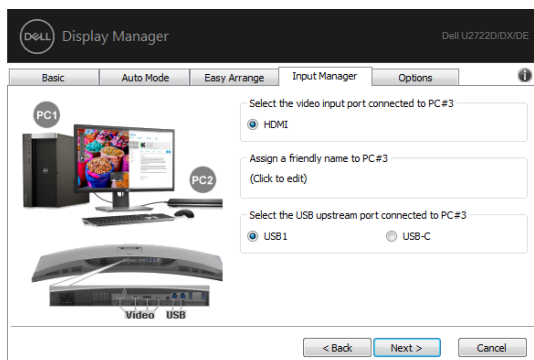 DELL Display Manager
Dell U2722D/DX/DE
Basic Auto Mode Easy Arrange Input Manager Options
PC1
PC2
Video USB
Select the video input port connected to PC#3
HDMI
Assign a friendly name to PC#3
(Click to edit)
Select the USB upstream port connected to PC#3
USB1 USB-C
< Back Next > Cancel